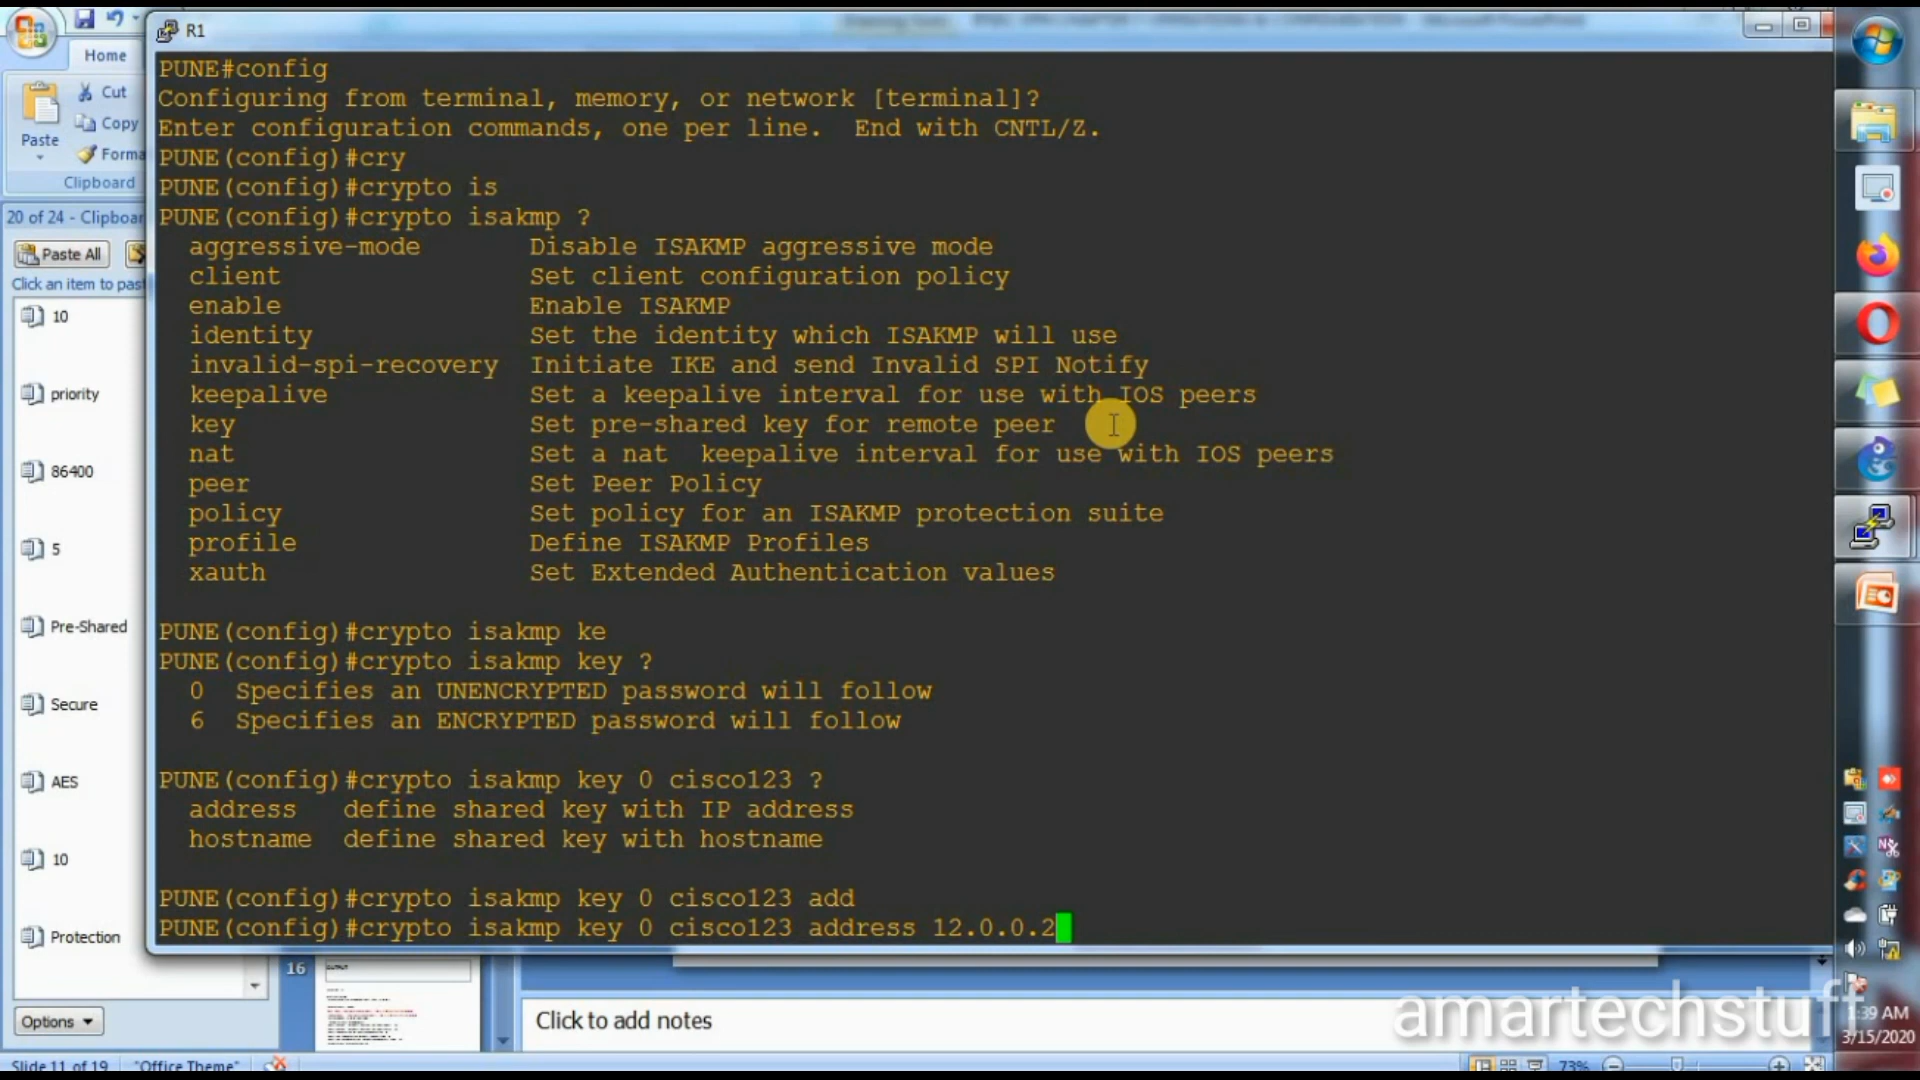 R1
Home
Cut
Copy
Forma
Paste
Clipboard
20 of 24 - Clipboar
Paste All
Click an item to past
10
priority
86400
5
Pre-Shared
Secure
AES
10
Protection
Options
PUNE#config
Configuring from terminal, memory, or network [terminal]?
Enter configuration commands, one per line.  End with CNTL/Z.
PUNE(config)#cry
PUNE(config)#crypto is
PUNE(config)#crypto isakmp ?
aggressive-mode Disable ISAKMP aggressive mode
client Set client configuration policy
enable Enable ISAKMP
identity Set the identity which ISAKMP will use
invalid-spi-recovery Initiate IKE and send Invalid SPI Notify
keepalive Set a keepalive interval for use with IOS peers
key Set pre-shared key for remote peer
nat Set a nat  keepalive interval for use with IOS peers
peer Set Peer Policy
policy Set policy for an ISAKMP protection suite
profile Define ISAKMP Profiles
xauth Set Extended Authentication values
PUNE(config)#crypto isakmp ke
PUNE(config)#crypto isakmp key ?
0 Specifies an UNENCRYPTED password will follow
6 Specifies an ENCRYPTED password will follow
PUNE(config)#crypto isakmp key 0 cisco123 ?
address define shared key with IP address
hostname define shared key with hostname
PUNE(config)#crypto isakmp key 0 cisco123 add
PUNE(config)#crypto isakmp key 0 cisco123 address 12.0.0.2
16
Click to add notes
amartechstuff
1:39 AM
3/15/2020
Slide 11 of 19
"Office Theme"
73%